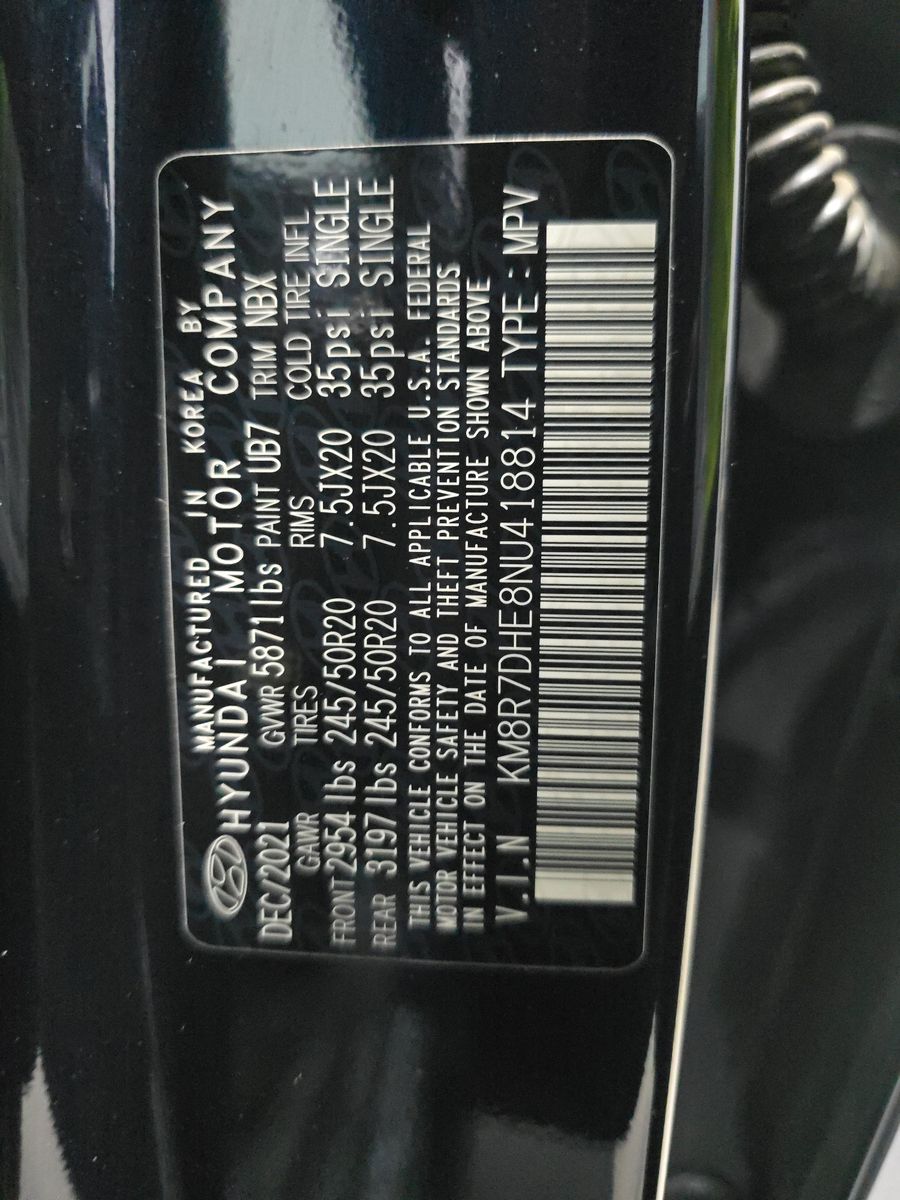 MANUFACTURED IN KOREA BY
HYUNDAI MOTOR COMPANY
DEC/2021 GVWR 5871lbs PAINT UB7 TRIM NBX
GAWR TIRES RIMS COLD TIRE INFL
FRONT 2954lbs 245/50R20 7.5JX20 35psi SINGLE
REAR 3197lbs 245/50R20 7.5JX20 35psi SINGLE
THIS VEHICLE CONFORMS TO ALL APPLICABLE U.S.A. FEDERAL
MOTOR VEHICLE SAFETY AND THEFT PREVENTION STANDARDS
IN EFFECT ON THE DATE OF MANUFACTURE SHOWN ABOVE
V.I.N KM8R7DHE8NU418814 TYPE : MPV